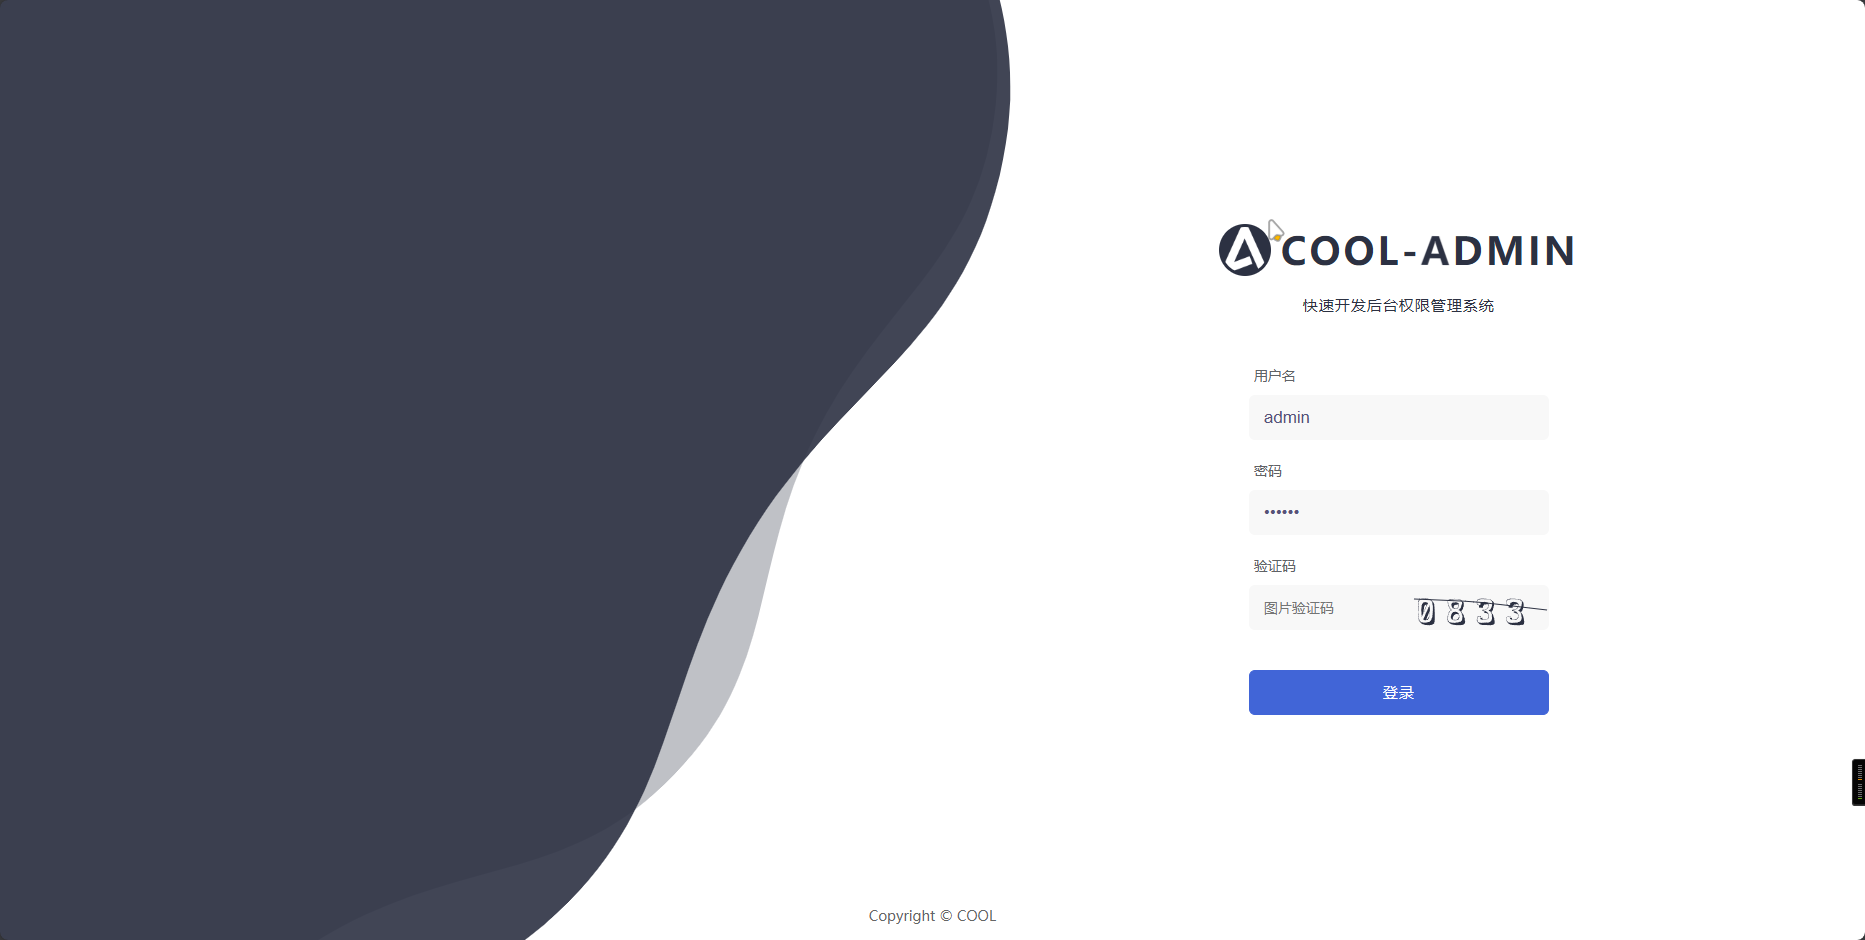 COOL-ADMIN
快速开发后台权限管理系统
用户名
admin
密码
••••••
验证码
图片验证码 0833
登录
Copyright © COOL